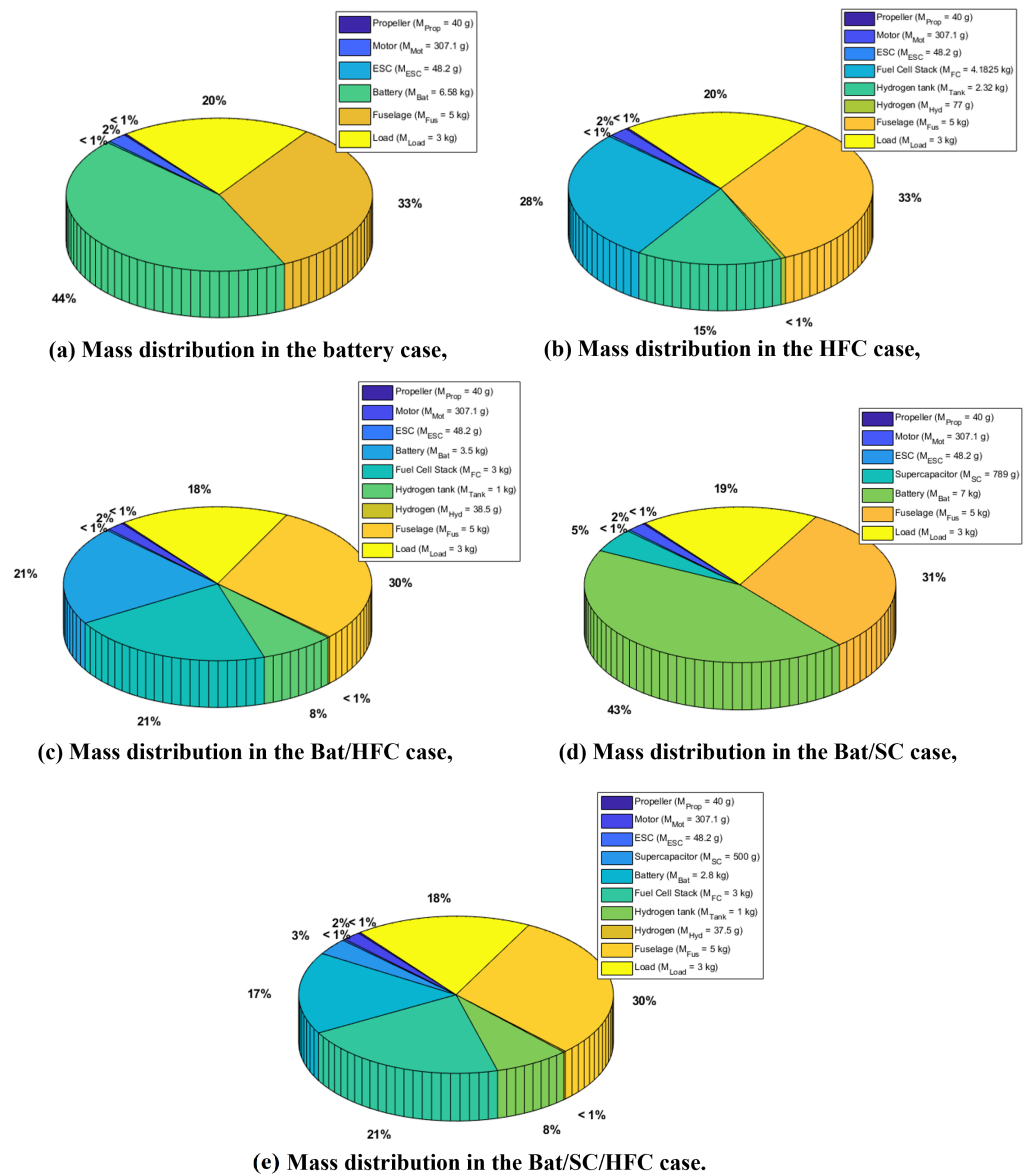 Propeller (M_Prop = 40 g)
Motor (M_Mot = 307.1 g)
ESC (M_ESC = 48.2 g)
Battery (M_Bat = 6.58 kg)
Fuselage (M_Fus = 5 kg)
Load (M_Load = 3 kg)
< 1%
2%
< 1%
20%
33%
44%
(a) Mass distribution in the battery case,
Propeller (M_Prop = 40 g)
Motor (M_Mot = 307.1 g)
ESC (M_ESC = 48.2 g)
Fuel Cell Stack (M_FC = 4.1825 kg)
Hydrogen tank (M_Tank = 2.32 kg)
Hydrogen (M_Hyd = 77 g)
Fuselage (M_Fus = 5 kg)
Load (M_Load = 3 kg)
20%
2%
< 1%
< 1%
28%
33%
< 1%
15%
(b) Mass distribution in the HFC case,
Propeller (M_Prop = 40 g)
Motor (M_Mot = 307.1 g)
ESC (M_ESC = 48.2 g)
Battery (M_Bat = 3.5 kg)
Fuel Cell Stack (M_FC = 3 kg)
Hydrogen tank (M_Tank = 1 kg)
Hydrogen (M_Hyd = 38.5 g)
Fuselage (M_Fus = 5 kg)
Load (M_Load = 3 kg)
18%
2%
< 1%
< 1%
21%
30%
< 1%
8%
21%
(c) Mass distribution in the Bat/HFC case,
Propeller (M_Prop = 40 g)
Motor (M_Mot = 307.1 g)
ESC (M_ESC = 48.2 g)
Supercapacitor (M_SC = 789 g)
Battery (M_Bat = 7 kg)
Fuselage (M_Fus = 5 kg)
Load (M_Load = 3 kg)
19%
2%
< 1%
< 1%
5%
31%
43%
(d) Mass distribution in the Bat/SC case,
Propeller (M_Prop = 40 g)
Motor (M_Mot = 307.1 g)
ESC (M_ESC = 48.2 g)
Supercapacitor (M_SC = 500 g)
Battery (M_Bat = 2.8 kg)
Fuel Cell Stack (M_FC = 3 kg)
Hydrogen tank (M_Tank = 1 kg)
Hydrogen (M_Hyd = 37.5 g)
Fuselage (M_Fus = 5 kg)
Load (M_Load = 3 kg)
18%
2%
< 1%
< 1%
3%
17%
30%
< 1%
8%
21%
(e) Mass distribution in the Bat/SC/HFC case.